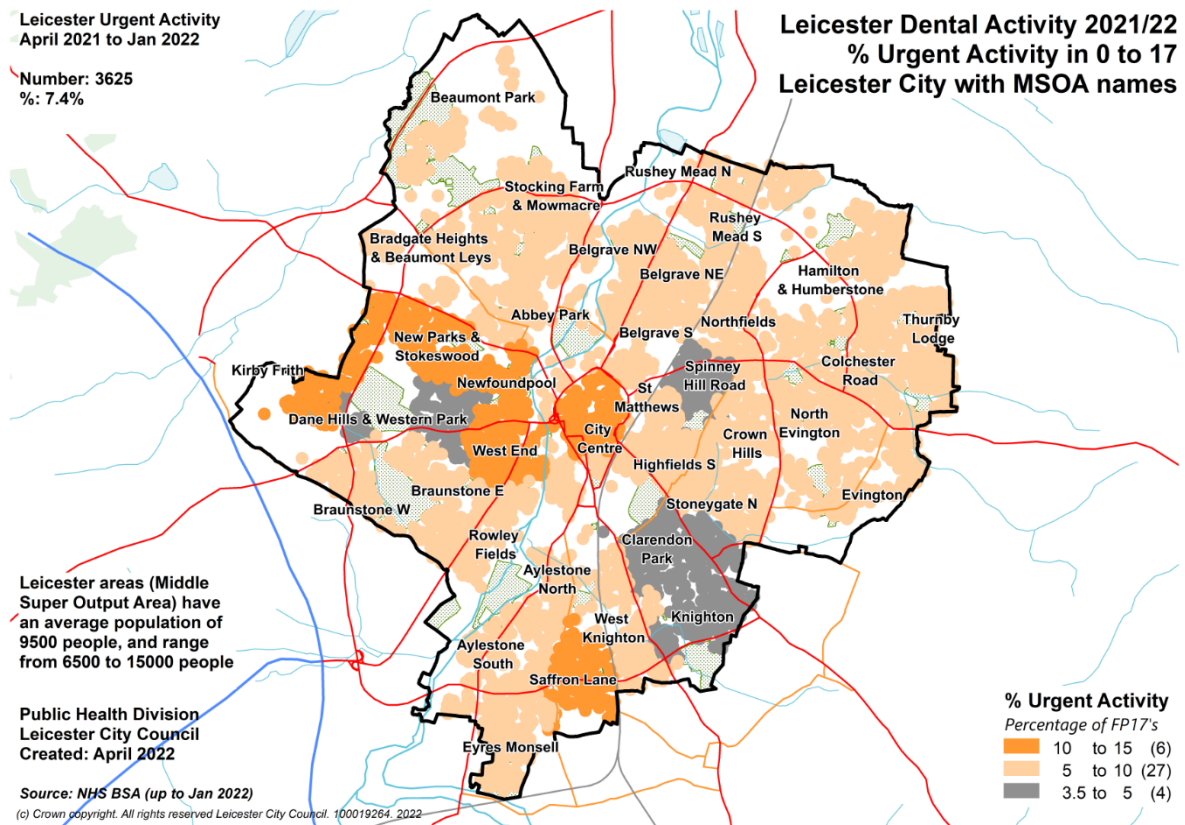 Leicester Urgent Activity
April 2021 to Jan 2022
Number: 3625
%: 7.4%
Leicester Dental Activity 2021/22
% Urgent Activity in 0 to 17
Leicester City with MSOA names
Beaumont Park
Rushey Mead N
Stocking Farm
& Mowmacre
Rushey
Mead S
Bradgate Heights
& Beaumont Leys
Belgrave NW
Belgrave NE
Hamilton
& Humberstone
Abbey Park
Belgrave S
Northfields
Thurnby
Lodge
New Parks &
Stokeswood
Colchester
Road
Kirby Frith
Newfoundpool
Spinney
Hill Road
St
Matthews
Dane Hills & Western Park
City
Centre
North
Evington
Crown
Hills
West End
Highfields S
Braunstone E
Evington
Stoneygate N
Braunstone W
Rowley
Fields
Clarendon
Park
Aylestone
North
West
Knighton
Knighton
Aylestone
South
Saffron Lane
Eyres Monsell
Leicester areas (Middle
Super Output Area) have
an average population of
9500 people, and range
from 6500 to 15000 people
Public Health Division
Leicester City Council
Created: April 2022
Source: NHS BSA (up to Jan 2022)
(c) Crown copyright. All rights reserved Leicester City Council. 100019264. 2022
% Urgent Activity
Percentage of FP17's
10 to 15 (6)
5 to 10 (27)
3.5 to 5 (4)